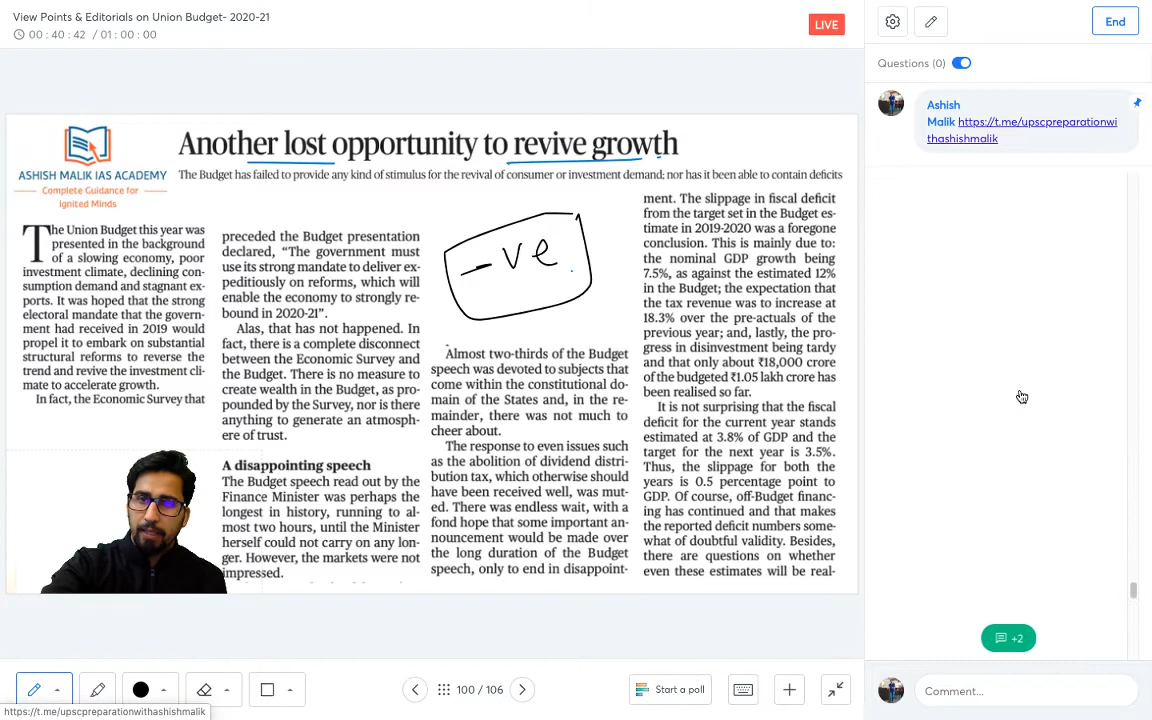 View Points & Editorials on Union Budget- 2020-21
00 : 40 : 42 / 01 : 00 : 00
LIVE
End
Questions (0)
Ashish
Malik https://t.me/upscpreparationwi
thashishmalik
ASHISH MALIK IAS ACADEMY
Complete Guidance for
Ignited Minds
Another lost opportunity to revive growth
The Budget has failed to provide any kind of stimulus for the revival of consumer or investment demand; nor has it been able to contain deficits
The Union Budget this year was
presented in the background
of a slowing economy, poor
investment climate, declining con-
sumption demand and stagnant ex-
ports. It was hoped that the strong
electoral mandate that the govern-
ment had received in 2019 would
propel it to embark on substantial
structural reforms to reverse the
trend and revive the investment cli-
mate to accelerate growth.
In fact, the Economic Survey that
preceded the Budget presentation
declared, “The government must
use its strong mandate to deliver ex-
peditiously on reforms, which will
enable the economy to strongly re-
bound in 2020-21”.
Alas, that has not happened. In
fact, there is a complete disconnect
between the Economic Survey and
the Budget. There is no measure to
create wealth in the Budget, as pro-
pounded by the Survey, nor is there
anything to generate an atmosph-
ere of trust.
A disappointing speech
The Budget speech read out by the
Finance Minister was perhaps the
longest in history, running to al-
most two hours, until the Minister
herself could not carry on any lon-
ger. However, the markets were not
impressed.
-ve
Almost two-thirds of the Budget
speech was devoted to subjects that
come within the constitutional do-
main of the States and, in the re-
mainder, there was not much to
cheer about.
The response to even issues such
as the abolition of dividend distri-
bution tax, which otherwise should
have been received well, was mut-
ed. There was endless wait, with a
fond hope that some important an-
nouncement would be made over
the long duration of the Budget
speech, only to end in disappoint-
ment. The slippage in fiscal deficit
from the target set in the Budget es-
timate in 2019-2020 was a foregone
conclusion. This is mainly due to:
the nominal GDP growth being
7.5%, as against the estimated 12%
in the Budget; the expectation that
the tax revenue was to increase at
18.3% over the pre-actuals of the
previous year; and, lastly, the pro-
gress in disinvestment being tardy
and that only about ₹18,000 crore
of the budgeted ₹1.05 lakh crore has
been realised so far.
It is not surprising that the fiscal
deficit for the current year stands
estimated at 3.8% of GDP and the
target for the next year is 3.5%.
Thus, the slippage for both the
years is 0.5 percentage point to
GDP. Of course, off-Budget financ-
ing has continued and that makes
the reported deficit numbers some-
what of doubtful validity. Besides,
there are questions on whether
even these estimates will be real-
+2
100 / 106
Start a poll
Comment...
https://t.me/upscpreparationwithashishmalik